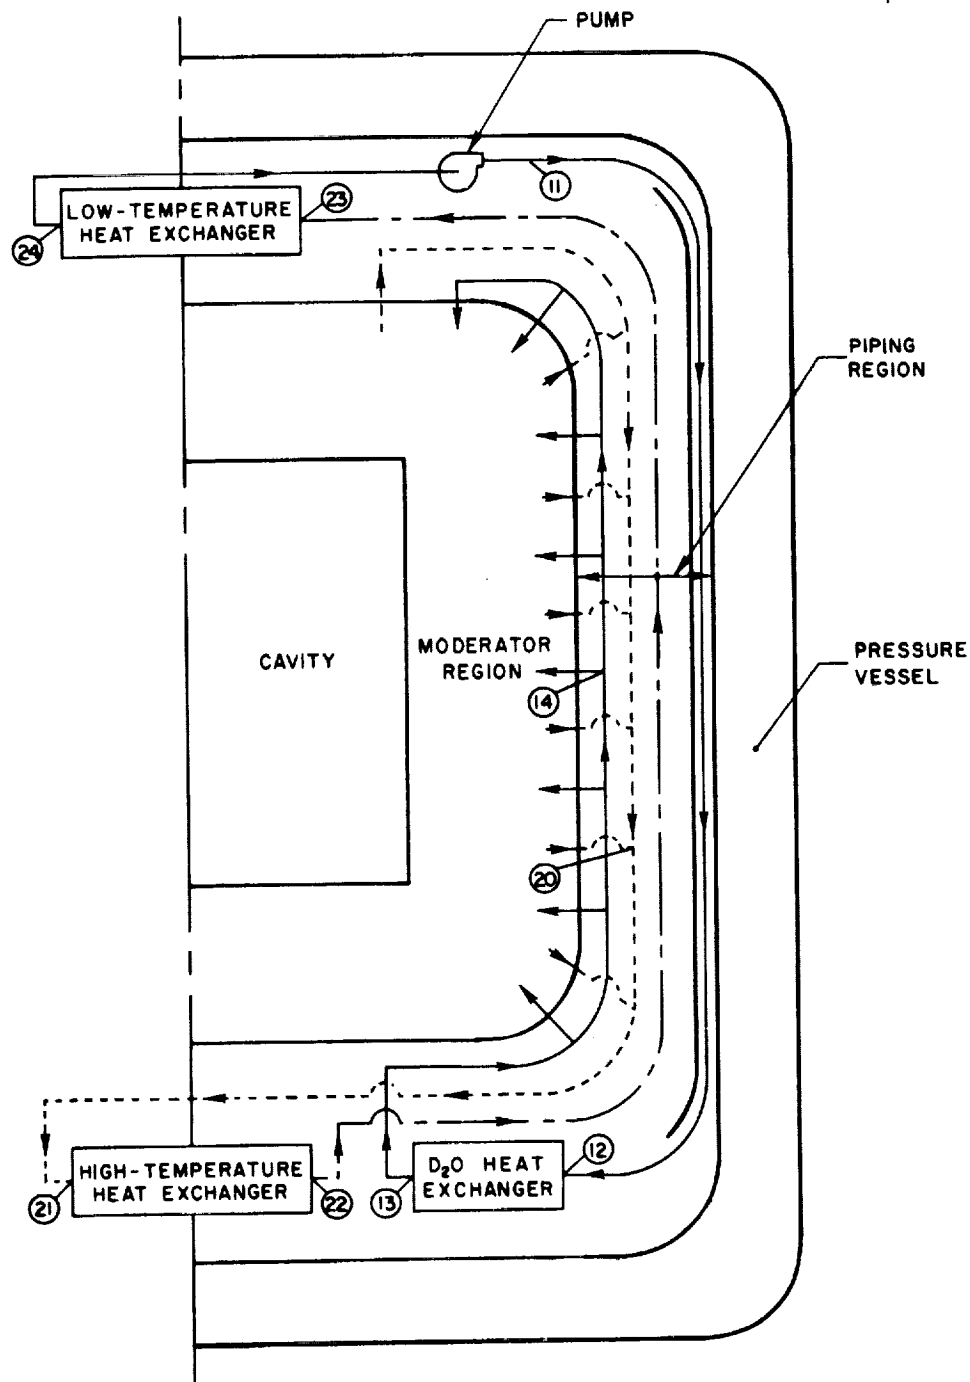 PUMP
11
23
LOW-TEMPERATURE
HEAT EXCHANGER
24
PIPING
REGION
CAVITY
MODERATOR
REGION
14
PRESSURE
VESSEL
20
HIGH-TEMPERATURE
HEAT EXCHANGER
21
22
13
D₂O HEAT
EXCHANGER
12